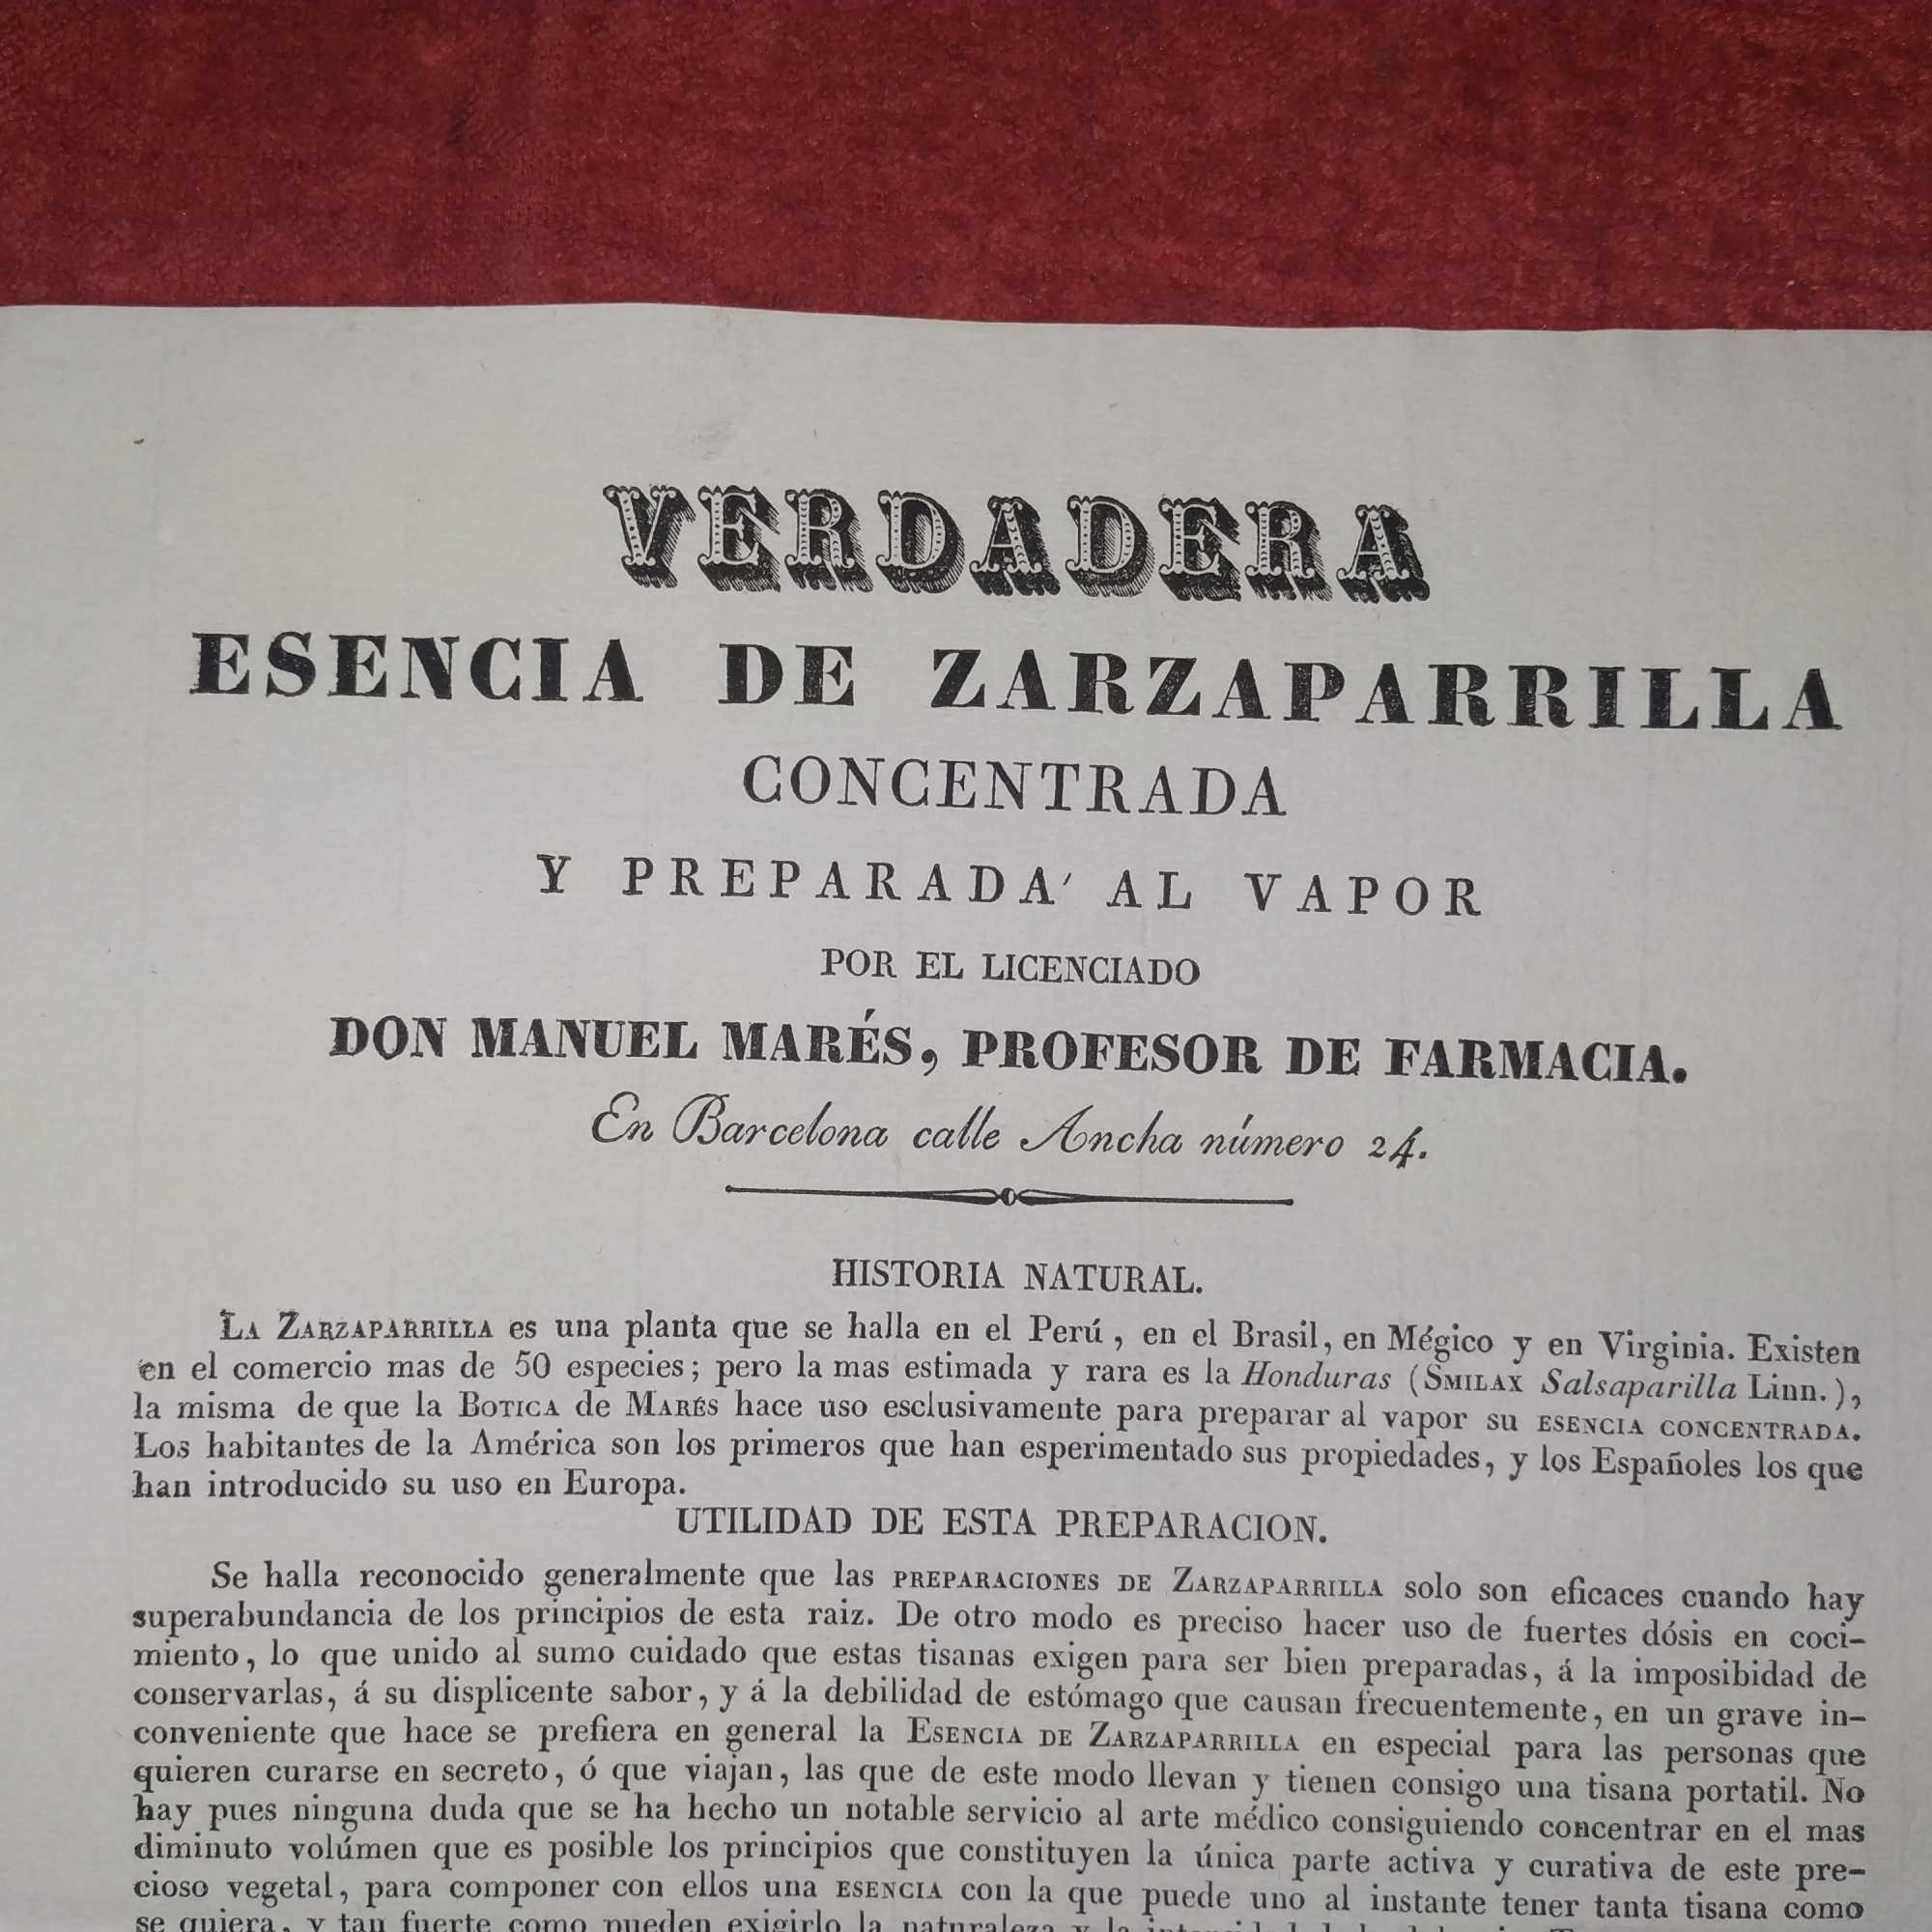 VERDADERA
ESENCIA DE ZARZAPARRILLA
CONCENTRADA
Y PREPARADA' AL VAPOR
POR EL LICENCIADO
DON MANUEL MARÉS, PROFESOR DE FARMACIA.
En Barcelona calle Ancha número 24.
HISTORIA NATURAL.
LA ZARZAPARRILLA es una planta que se halla en el Perú, en el Brasil, en Mégico y en Virginia. Existen
en el comercio mas de 50 especies; pero la mas estimada y rara es la Honduras (SMILAX Salsaparilla Linn.),
la misma de que la BOTICA de MARÉS hace uso esclusivamente para preparar al vapor su ESENCIA CONCENTRADA.
Los habitantes de la América son los primeros que han esperimentado sus propiedades, y los Españoles los que
han introducido su uso en Europa.
UTILIDAD DE ESTA PREPARACION.
Se halla reconocido generalmente que las PREPARACIONES DE ZARZAPARRILLA solo son eficaces cuando hay
superabundancia de los principios de esta raiz. De otro modo es preciso hacer uso de fuertes dósis en coci-
miento, lo que unido al sumo cuidado que estas tisanas exigen para ser bien preparadas, á la imposibidad de
conservarlas, á su displicente sabor, y á la debilidad de estómago que causan frecuentemente, en un grave in-
conveniente que hace se prefiera en general la ESENCIA DE ZARZAPARRILLA en especial para las personas que
quieren curarse en secreto, ó que viajan, las que de este modo llevan y tienen consigo una tisana portatil. No
hay pues ninguna duda que se ha hecho un notable servicio al arte médico consiguiendo concentrar en el mas
diminuto volúmen que es posible los principios que constituyen la única parte activa y curativa de este pre-
cioso vegetal, para componer con ellos una ESENCIA con la que puede uno al instante tener tanta tisana como
se quiera, y tan fuerte como pueden exigirlo la naturaleza y la